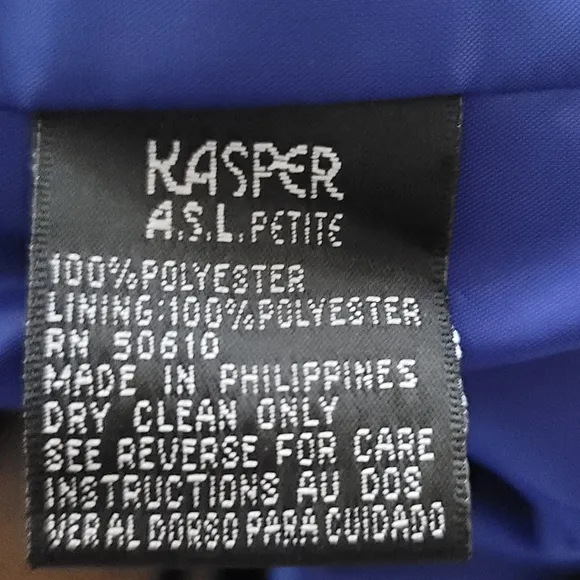 KASPER
A.S.L. PETITE
100% POLYESTER
LINING: 100% POLYESTER
RN 50610
MADE IN PHILIPPINES
DRY CLEAN ONLY
SEE REVERSE FOR CARE
INSTRUCTIONS AU DOS
VER AL DORSO PARA CUIDADO